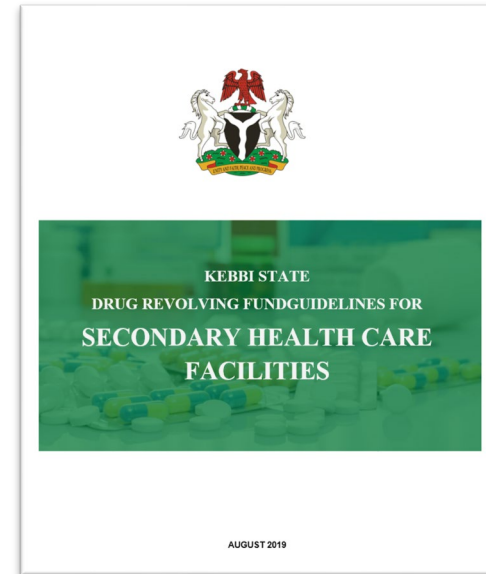 KEBBI STATE
DRUG REVOLVING FUNDGUIDELINES FOR
SECONDARY HEALTH CARE
FACILITIES
AUGUST 2019